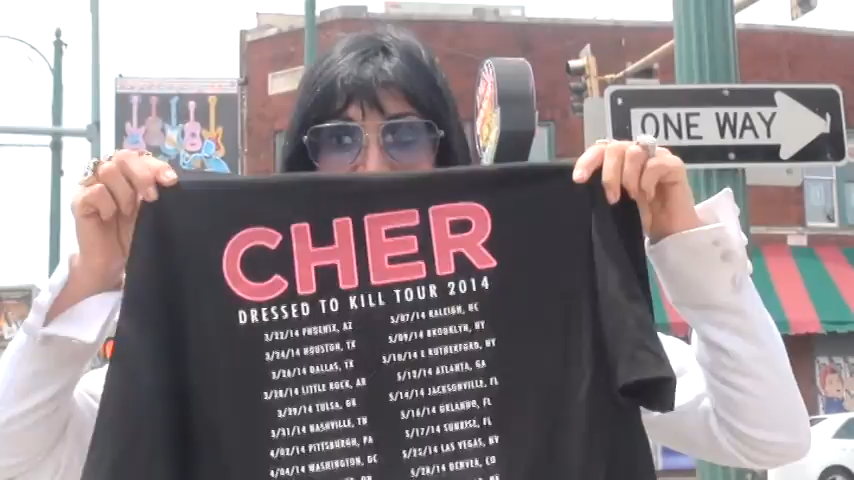 ONE WAY
CHER
DRESSED TO KILL TOUR 2014
3/22/14 PHOENIX, AZ
3/24/14 HOUSTON, TX
3/26/14 DALLAS, TX
3/28/14 LITTLE ROCK, AR
3/29/14 TULSA, OK
3/31/14 NASHVILLE, TN
4/02/14 PITTSBURGH, PA
4/04/14 WASHINGTON, DC
5/07/14 RALEIGH, NC
5/09/14 BROOKLYN, NY
5/10/14 E RUTHERFORD, NJ
5/12/14 ATLANTA, GA
5/14/14 JACKSONVILLE, FL
5/16/14 ORLANDO, FL
5/17/14 SUNRISE, FL
5/25/14 LAS VEGAS, NV
5/28/14 DENVER, CO